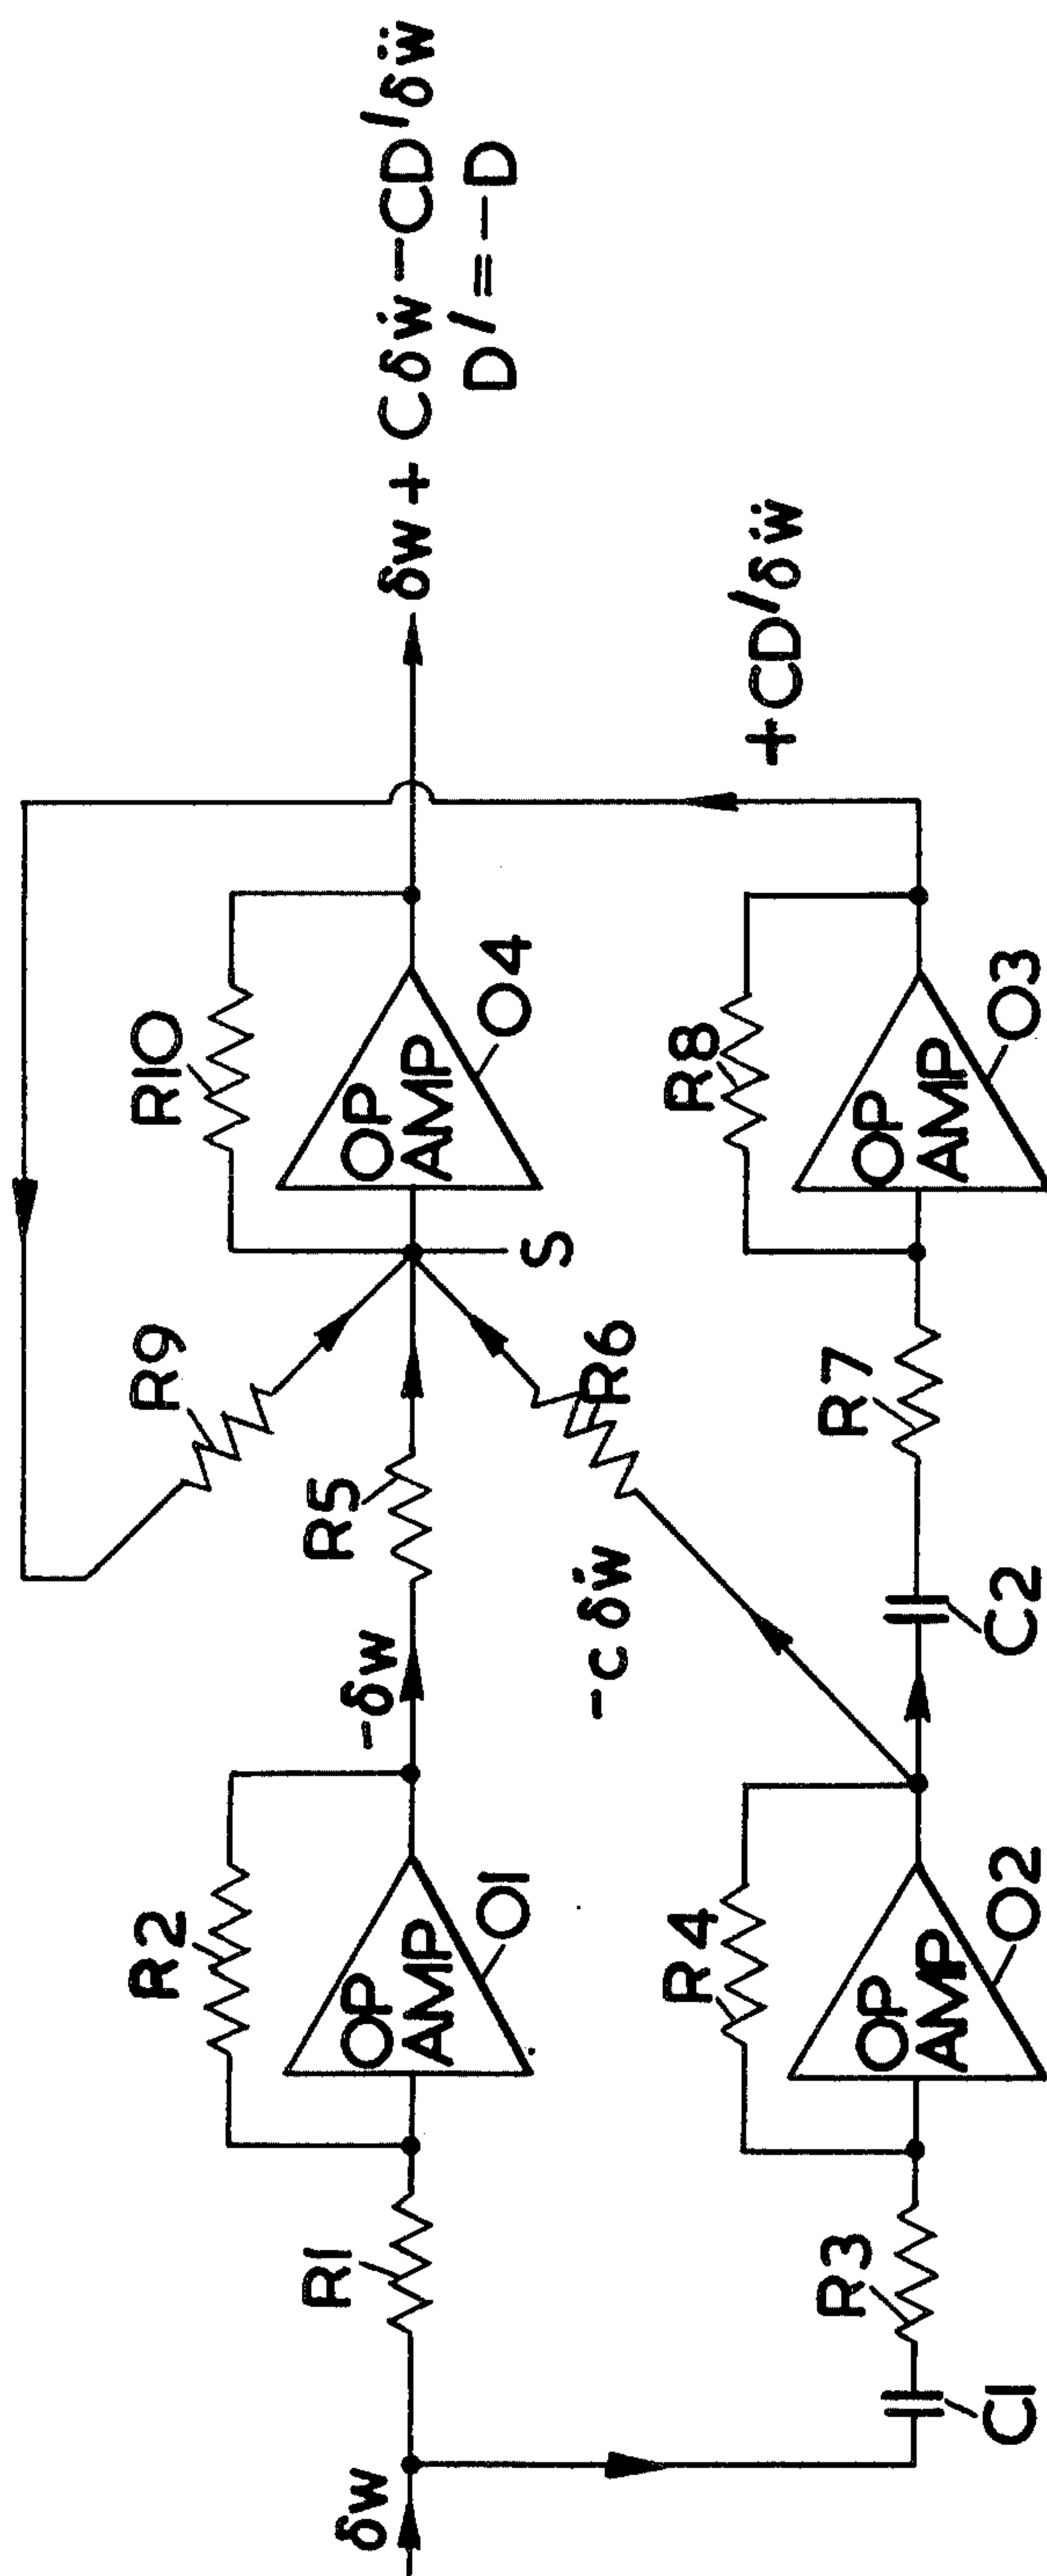 δw
R1
R2
OP
AMP
O1
-δw
R5
R9
R10
OP
AMP
O4
S
δw + Cδẇ -CD'δẅ
D' = -D
C1
R3
R4
OP
AMP
O2
-cδẇ
R6
C2
R7
R8
OP
AMP
O3
+CD'δẅ